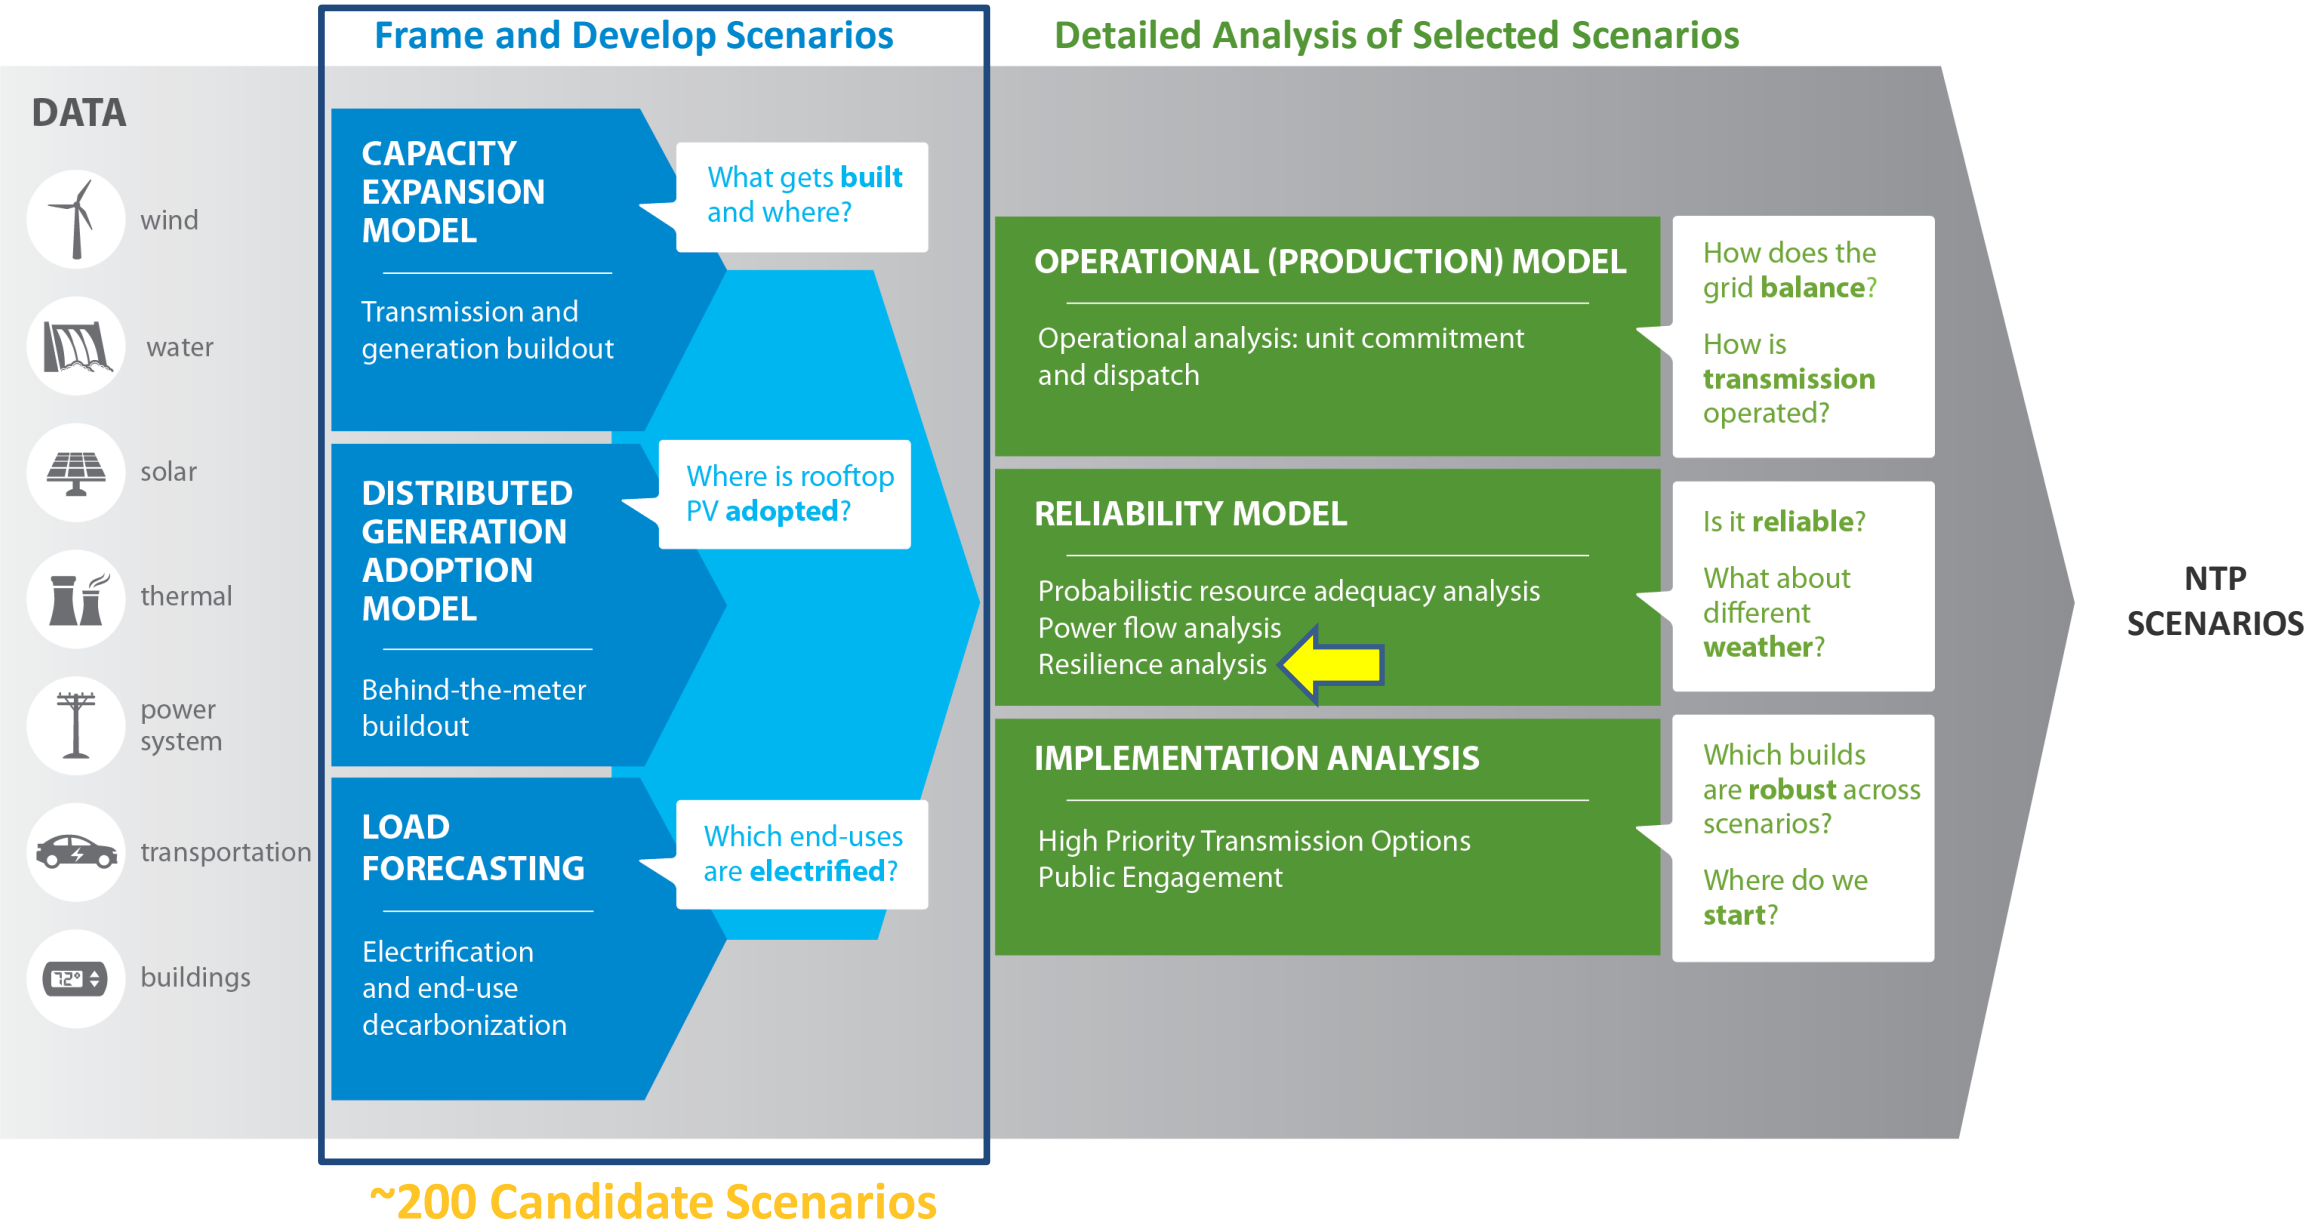 Frame and Develop Scenarios
Detailed Analysis of Selected Scenarios
DATA
wind
water
solar
thermal
power
system
transportation
buildings
CAPACITY
EXPANSION
MODEL
Transmission and
generation buildout
What gets built
and where?
DISTRIBUTED
GENERATION
ADOPTION
MODEL
Behind-the-meter
buildout
Where is rooftop
PV adopted?
LOAD
FORECASTING
Electrification
and end-use
decarbonization
Which end-uses
are electrified?
~200 Candidate Scenarios
OPERATIONAL (PRODUCTION) MODEL
Operational analysis: unit commitment
and dispatch
How does the
grid balance?
How is
transmission
operated?
RELIABILITY MODEL
Probabilistic resource adequacy analysis
Power flow analysis
Resilience analysis
Is it reliable?
What about
different
weather?
IMPLEMENTATION ANALYSIS
High Priority Transmission Options
Public Engagement
Which builds
are robust across
scenarios?
Where do we
start?
NTP
SCENARIOS
72°